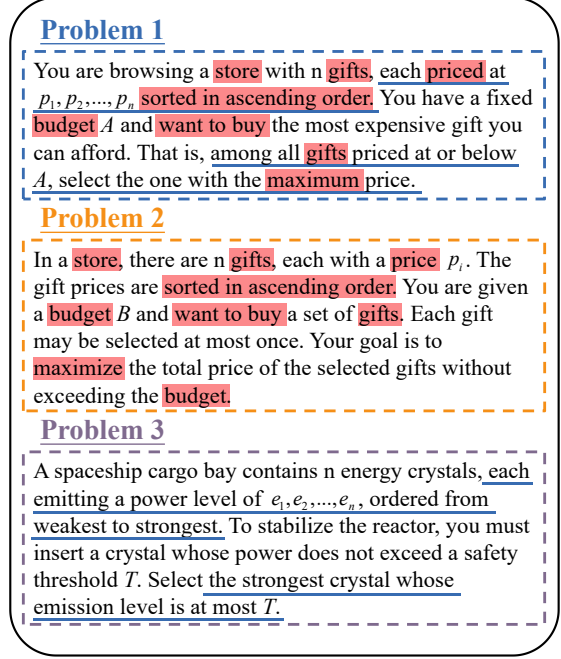 Problem 1
You are browsing a store with n gifts, each priced at
p₁, p₂,..., pₙ sorted in ascending order. You have a fixed
budget A and want to buy the most expensive gift you
can afford. That is, among all gifts priced at or below
A, select the one with the maximum price.
Problem 2
In a store, there are n gifts, each with a price pᵢ. The
gift prices are sorted in ascending order. You are given
a budget B and want to buy a set of gifts. Each gift
may be selected at most once. Your goal is to
maximize the total price of the selected gifts without
exceeding the budget.
Problem 3
A spaceship cargo bay contains n energy crystals, each
emitting a power level of e₁, e₂,..., eₙ, ordered from
weakest to strongest. To stabilize the reactor, you must
insert a crystal whose power does not exceed a safety
threshold T. Select the strongest crystal whose
emission level is at most T.